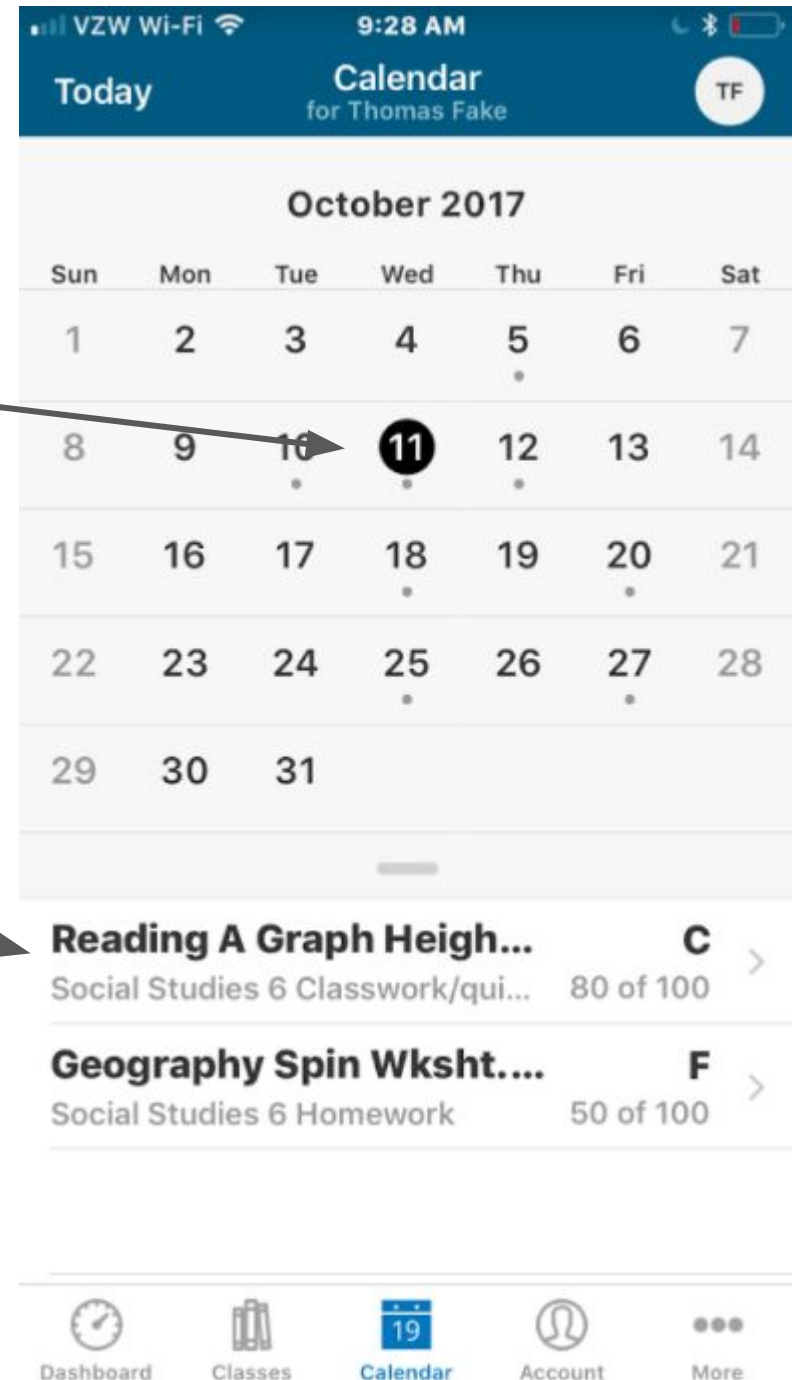 VZW Wi-Fi 9:28 AM
Today Calendar TF
for Thomas Fake
October 2017
Sun Mon Tue Wed Thu Fri Sat
1 2 3 4 5 6 7
8 9 10 11 12 13 14
15 16 17 18 19 20 21
22 23 24 25 26 27 28
29 30 31
Reading A Graph Heigh... C
Social Studies 6 Classwork/qui... 80 of 100
Geography Spin Wksht.... F
Social Studies 6 Homework 50 of 100
19
Dashboard Classes Calendar Account More